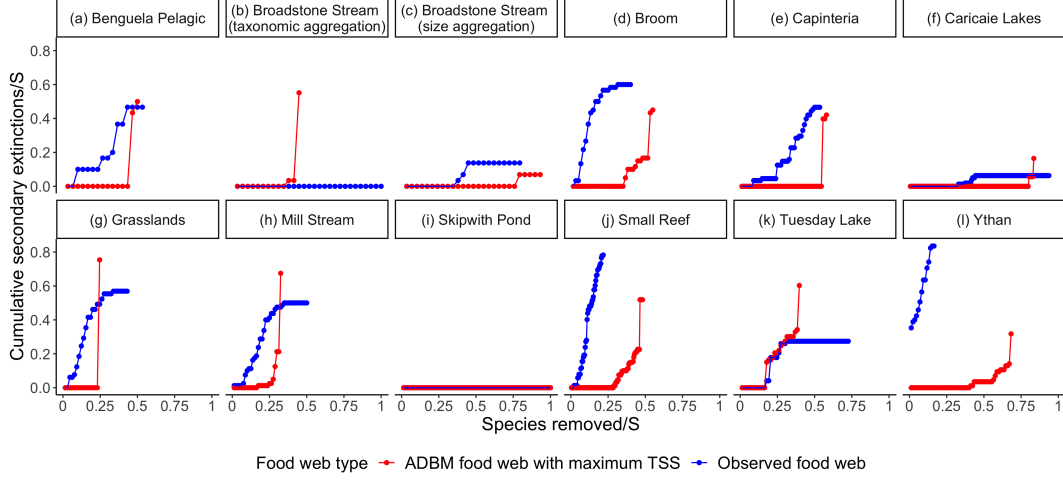 (a) Benguela Pelagic
(b) Broadstone Stream
(taxonomic aggregation)
(c) Broadstone Stream
(size aggregation)
(d) Broom
(e) Capinteria
(f) Caricaie Lakes
0.8
0.6
0.4
0.2
0.0
(g) Grasslands
(h) Mill Stream
(i) Skipwith Pond
(j) Small Reef
(k) Tuesday Lake
(l) Ythan
0.8
0.6
0.4
0.2
0.0
0 0.25 0.5 0.75 1
0 0.25 0.5 0.75 1
0 0.25 0.5 0.75 1
0 0.25 0.5 0.75 1
0 0.25 0.5 0.75 1
0 0.25 0.5 0.75 1
Cumulative secondary extinctions/S
Species removed/S
Food web type ADBM food web with maximum TSS Observed food web